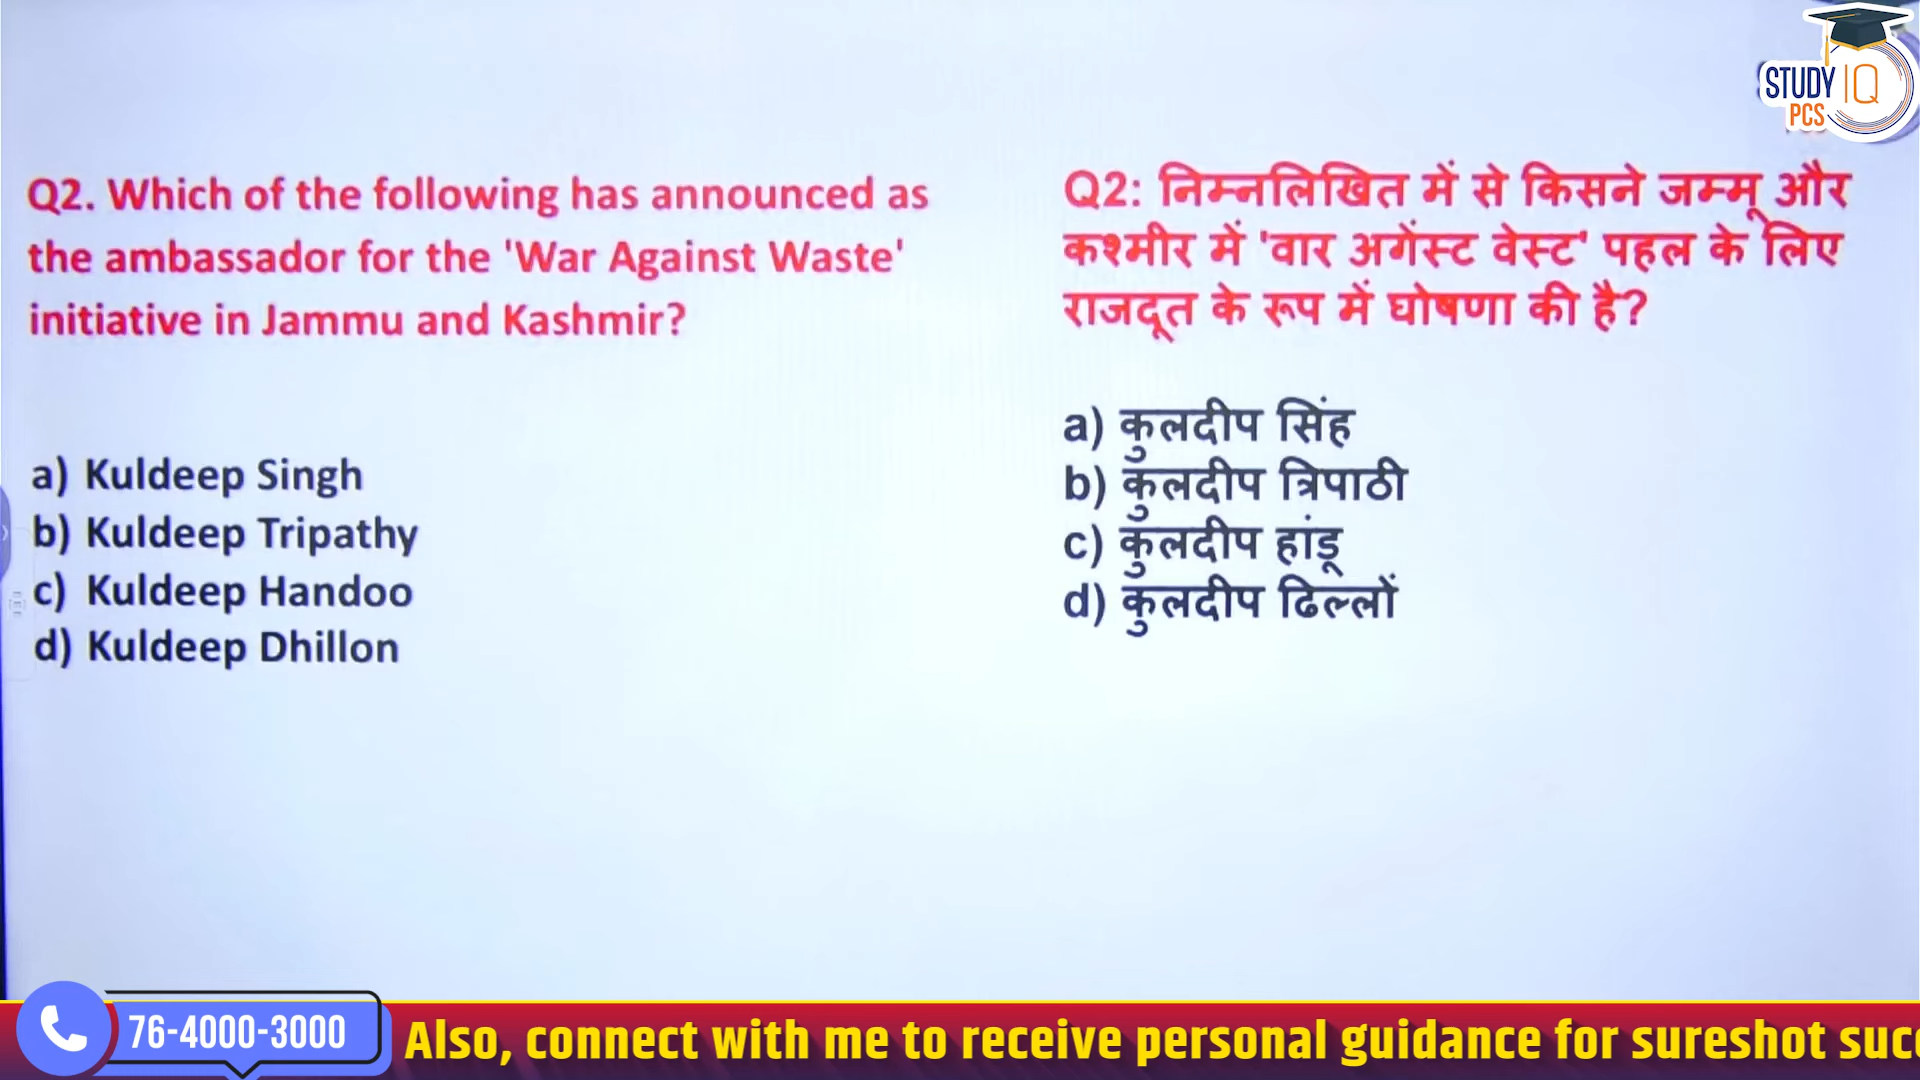 STUDY IQ
PCS
Q2. Which of the following has announced as
the ambassador for the 'War Against Waste'
initiative in Jammu and Kashmir?
a) Kuldeep Singh
b) Kuldeep Tripathy
c) Kuldeep Handoo
d) Kuldeep Dhillon
Q2: निम्नलिखित में से किसने जम्मू और
कश्मीर में 'वार अगेंस्ट वेस्ट' पहल के लिए
राजदूत के रूप में घोषणा की है?
a) कुलदीप सिंह
b) कुलदीप त्रिपाठी
c) कुलदीप हांडू
d) कुलदीप ढिल्लों
76-4000-3000
Also, connect with me to receive personal guidance for sureshot succ